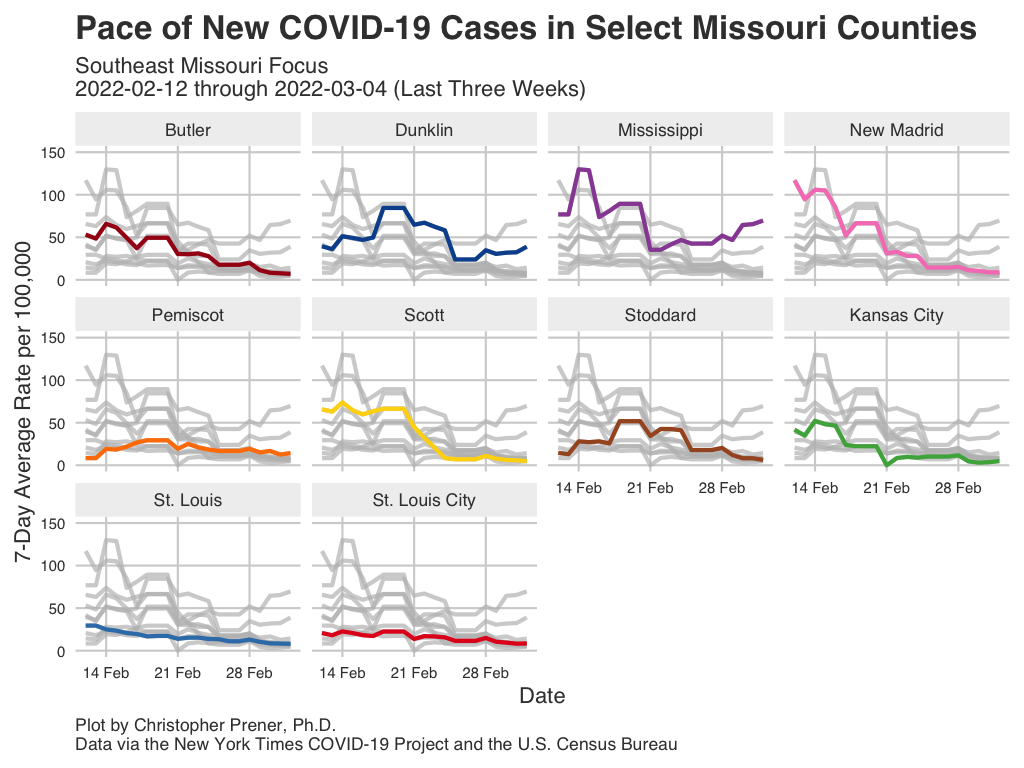 Pace of New COVID-19 Cases in Select Missouri Counties
Southeast Missouri Focus
2022-02-12 through 2022-03-04 (Last Three Weeks)
Butler
Dunklin
Mississippi
New Madrid
150
100
50
0
Pemiscot
Scott
Stoddard
Kansas City
150
100
50
0
14 Feb
21 Feb
28 Feb
14 Feb
21 Feb
28 Feb
St. Louis
St. Louis City
150
100
50
0
14 Feb
21 Feb
28 Feb
14 Feb
21 Feb
28 Feb
7-Day Average Rate per 100,000
Date
Plot by Christopher Prener, Ph.D.
Data via the New York Times COVID-19 Project and the U.S. Census Bureau